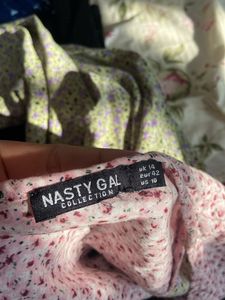 NASTY GAL
COLLECTION
UK 14
EUR 42
US 10